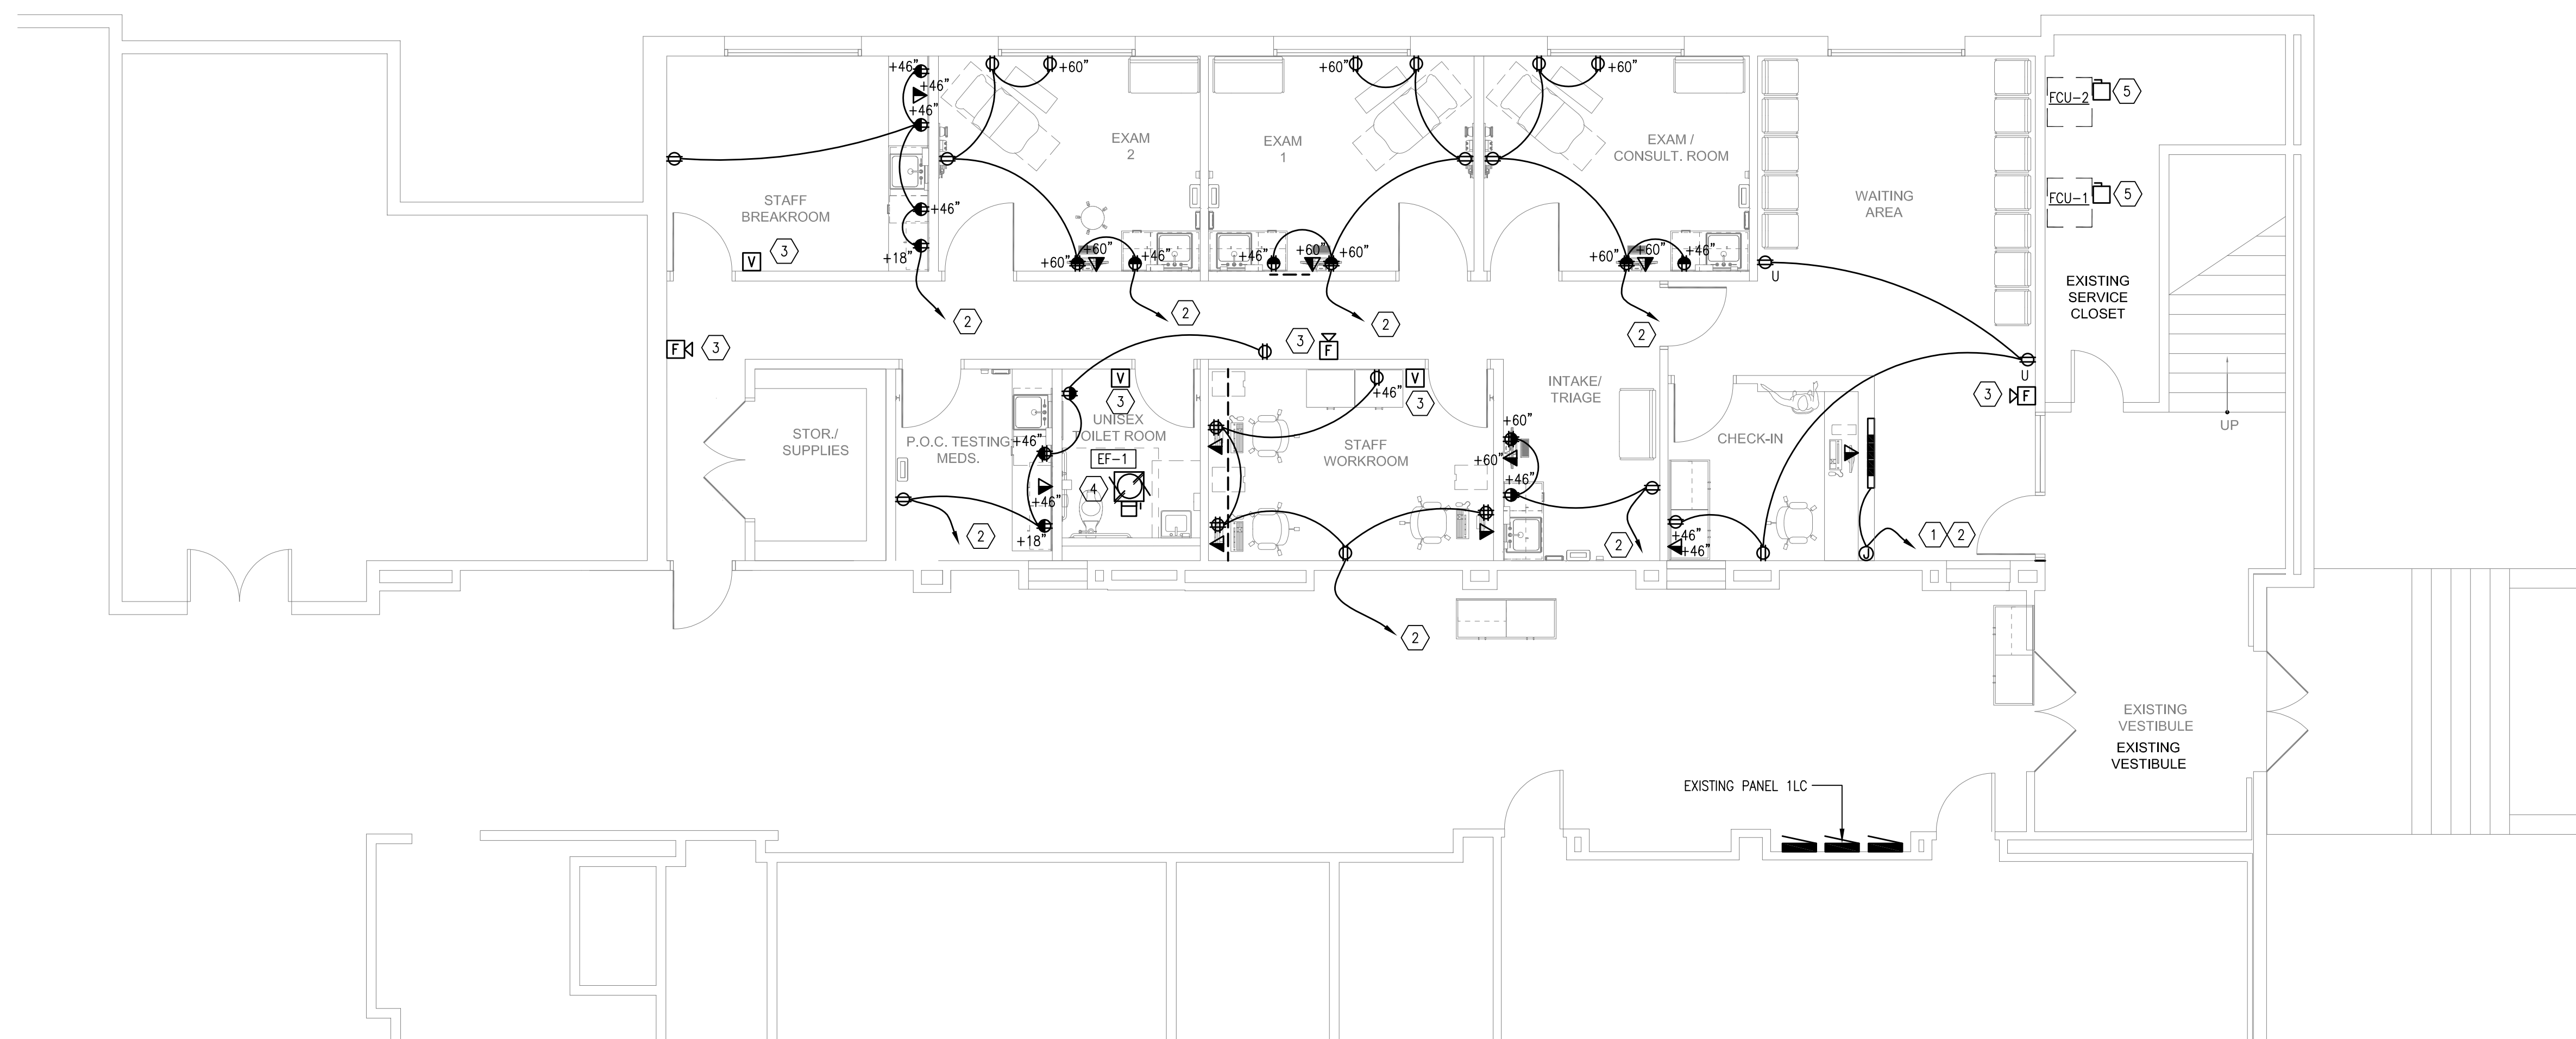 +46"
+46"
+46"
+60"
+60"
+60"
FCU-2
5
EXAM
2
EXAM
1
EXAM /
CONSULT. ROOM
FCU-1
5
STAFF
BREAKROOM
+46"
WAITING
AREA
V
3
+18"
+60"
+60"
+46"
+46"
+60"
+60"
+60"
+60"
+46"
U
EXISTING
SERVICE
CLOSET
2
2
2
2
F
3
3
F
U
3
F
V
3
V
3
+46"
INTAKE/
TRIAGE
UP
STOR./
SUPPLIES
P.O.C. TESTING
MEDS.
+46"
UNISEX
TOILET ROOM
EF-1
4
STAFF
WORKROOM
+60"
+60"
+46"
CHECK-IN
+46"
+18"
2
2
+46"
+46"
J
1
2
2
EXISTING
VESTIBULE
EXISTING
VESTIBULE
EXISTING PANEL 1LC